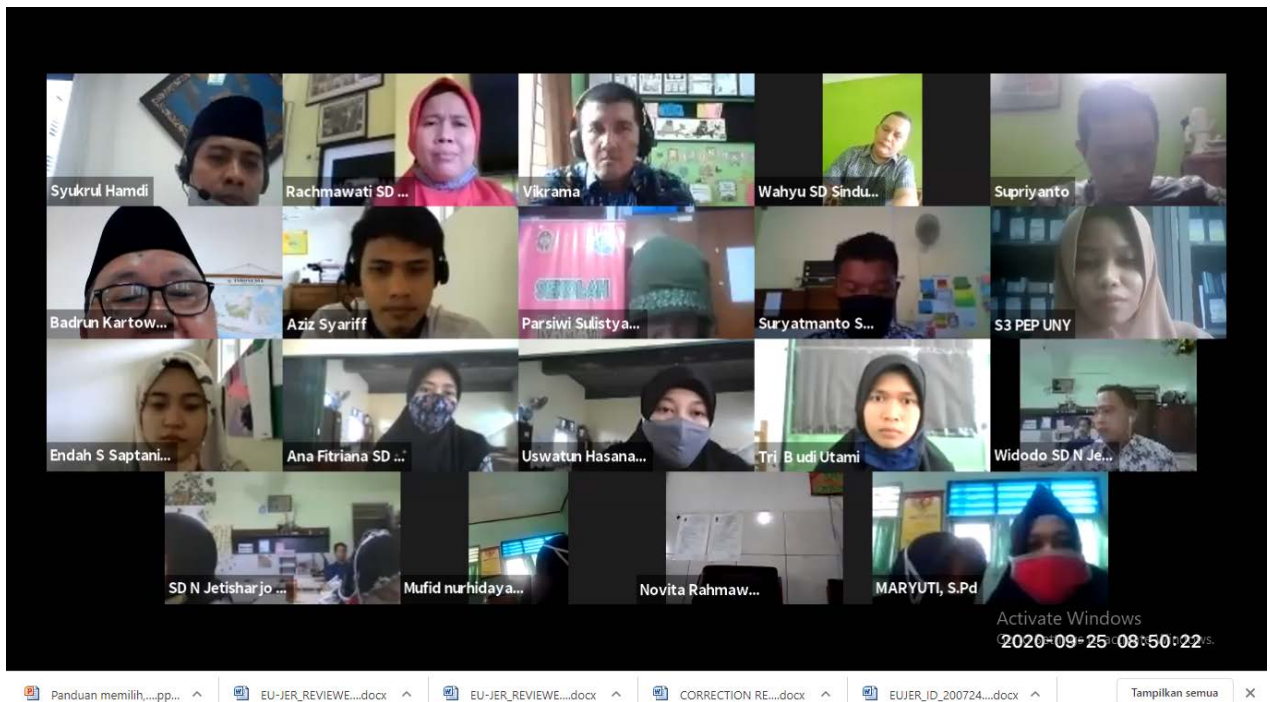 Syukrul Hamdi
Rachmawati SD ...
Vikrama
Wahyu SD Sindu...
Supriyanto
Badrun Kartow...
Aziz Syariff
SEKOLAH
Parsiwi Sulistya...
Suryatmanto S...
S3 PEP UNY
Endah S Saptani...
Ana Fitriana SD ...
Uswatun Hasana...
Tri B udi Utami
Widodo SD N Je...
SD N Jetisharjo ...
Mufid nurhidaya...
Novita Rahmaw...
MARYUTI, S.Pd
Activate Windows
2020-09-25 08:50:22
Panduan memilih,....pp...
EU-JER_REVIEWE....docx
EU-JER_REVIEWE....docx
CORRECTION RE....docx
EUJER_ID_200724....docx
Tampilkan semua